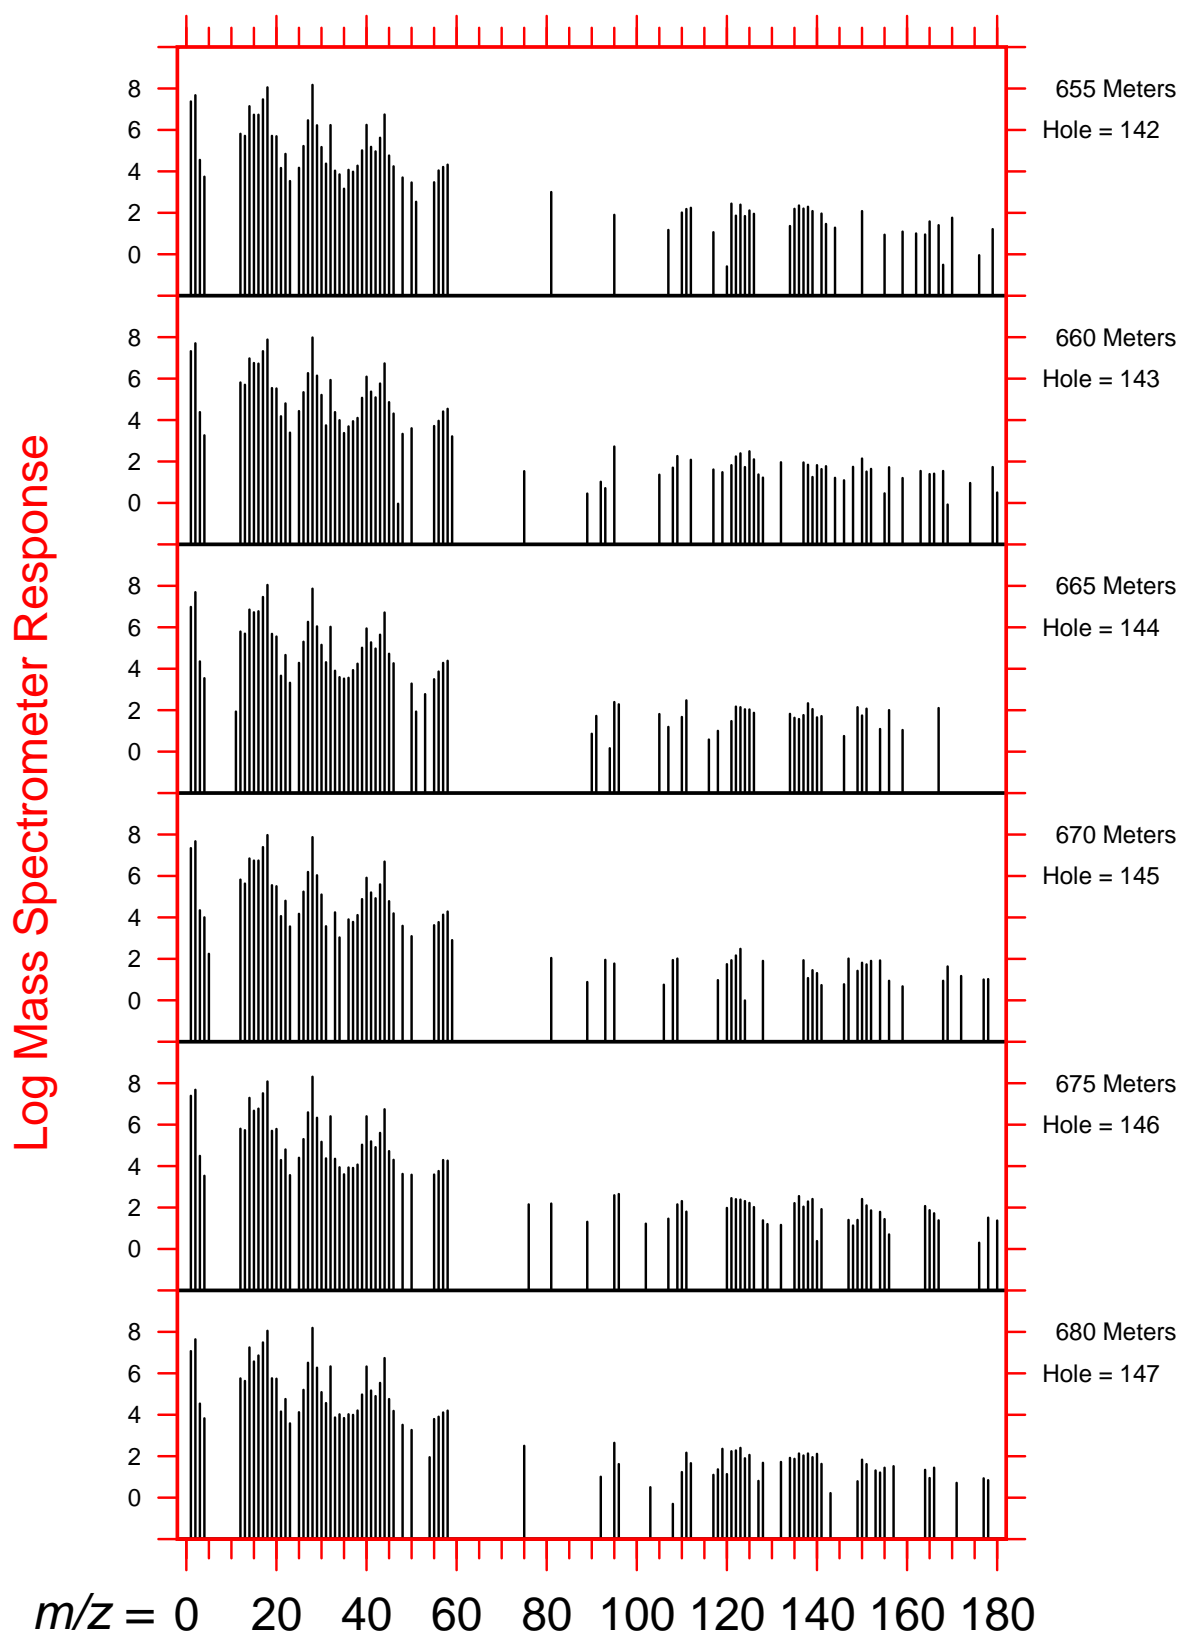 8
655 Meters
6
Hole = 142
4
2
0
8
660 Meters
6
Hole = 143
4
2
0
8
665 Meters
6
Hole = 144
4
2
0
8
670 Meters
6
Hole = 145
4
2
0
8
675 Meters
6
Hole = 146
4
2
0
8
680 Meters
6
Hole = 147
4
2
0
Log Mass Spectrometer Response
m/z = 0 20 40 60 80 100 120 140 160 180